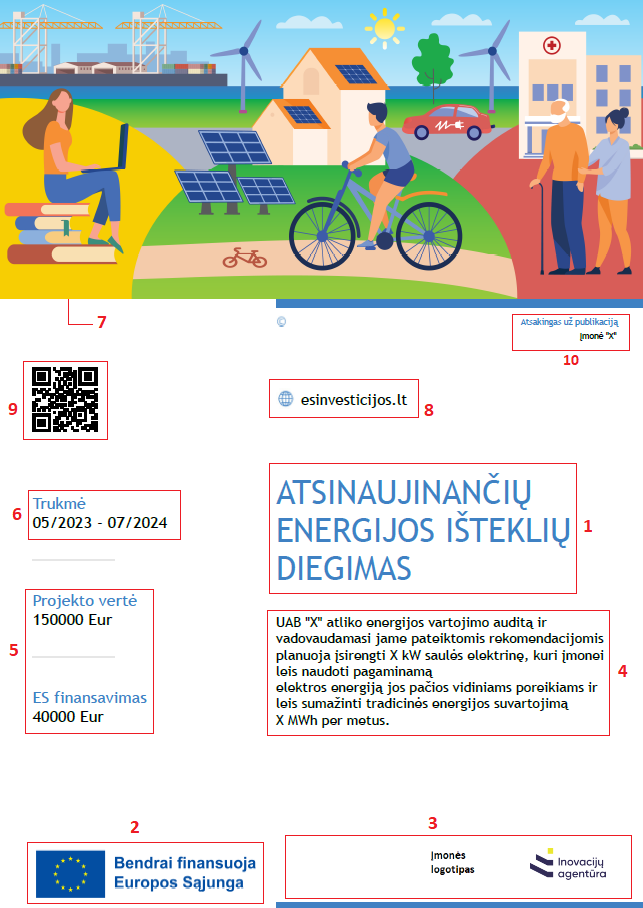 7
©
Atsakingas už publikaciją
Įmonė "X"
10
9
esinvesticijos.lt
8
6
Trukmė
05/2023 - 07/2024
ATSINAUJINANČIŲ
ENERGIJOS IŠTEKLIŲ
DIEGIMAS
1
5
Projekto vertė
150000 Eur
ES finansavimas
40000 Eur
UAB "X" atliko energijos vartojimo auditą ir
vadovaudamasi jame pateiktomis rekomendacijomis
planuoja įsirengti X kW saulės elektrinę, kuri įmonei
leis naudoti pagaminamą
elektros energiją jos pačios vidiniams poreikiams ir
leis sumažinti tradicinės energijos suvartojimą
X MWh per metus.
4
2
Bendrai finansuoja
Europos Sąjunga
3
Įmonės
logotipas
Inovacijų
agentūra